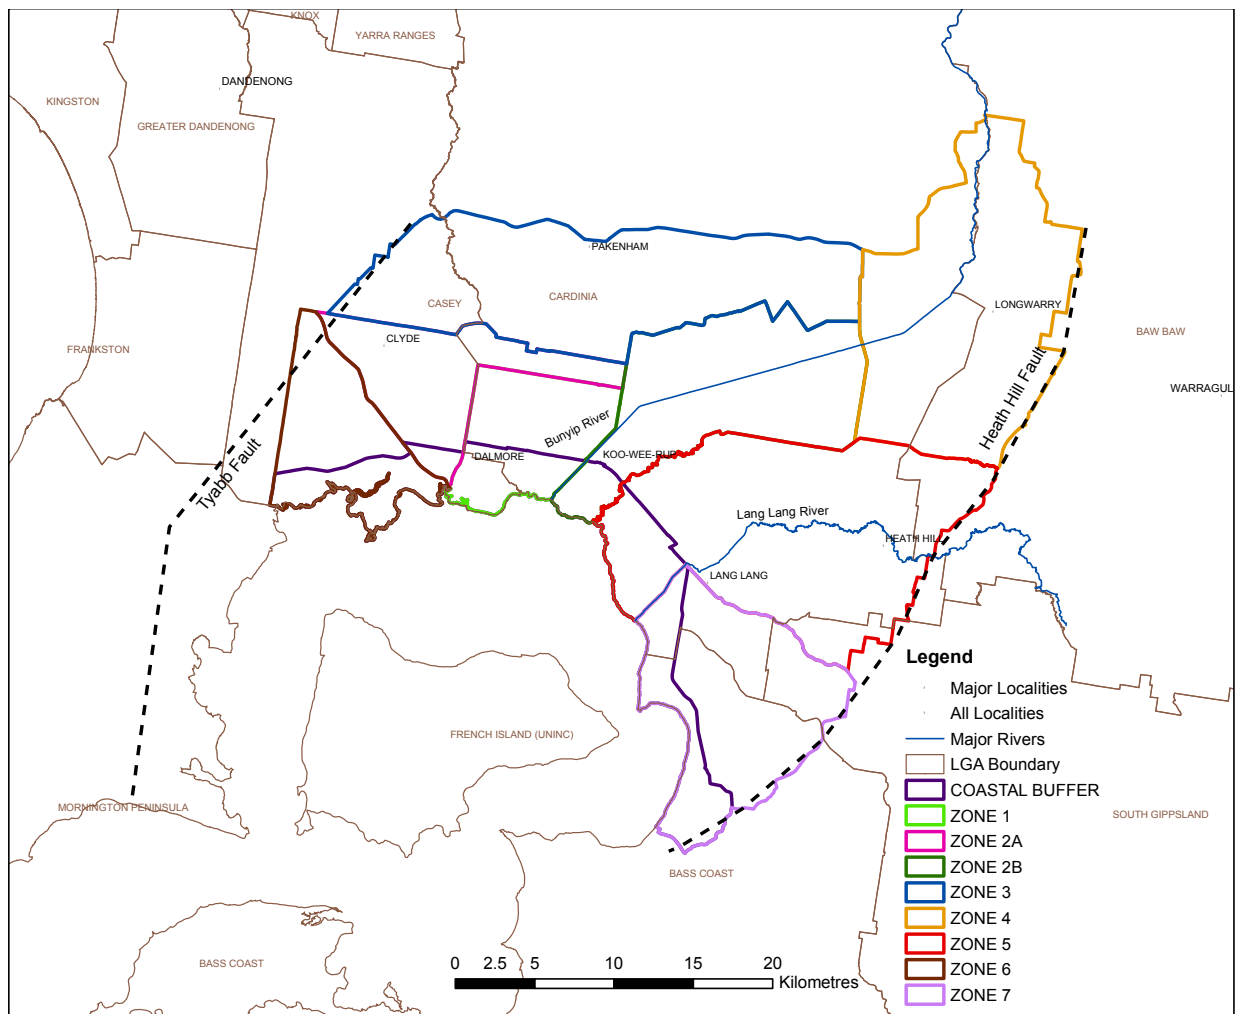 KNOX
YARRA RANGES
DANDENONG
KINGSTON
GREATER DANDENONG
PAKENHAM
CASEY
CARDINIA
LONGWARRY
BAW BAW
CLYDE
FRANKSTON
WARRAGUL
Heath Hill Fault
Bunyip River
KOO-WEE-RUP
DALMORE
Tyabb Fault
Lang Lang River
HEATH HILL
LANG LANG
FRENCH ISLAND (UNINC)
MORNINGTON PENINSULA
SOUTH GIPPSLAND
BASS COAST
BASS COAST
Legend
Major Localities
All Localities
Major Rivers
LGA Boundary
COASTAL BUFFER
ZONE 1
ZONE 2A
ZONE 2B
ZONE 3
ZONE 4
ZONE 5
ZONE 6
ZONE 7
0 2.5 5 10 15 20
Kilometres